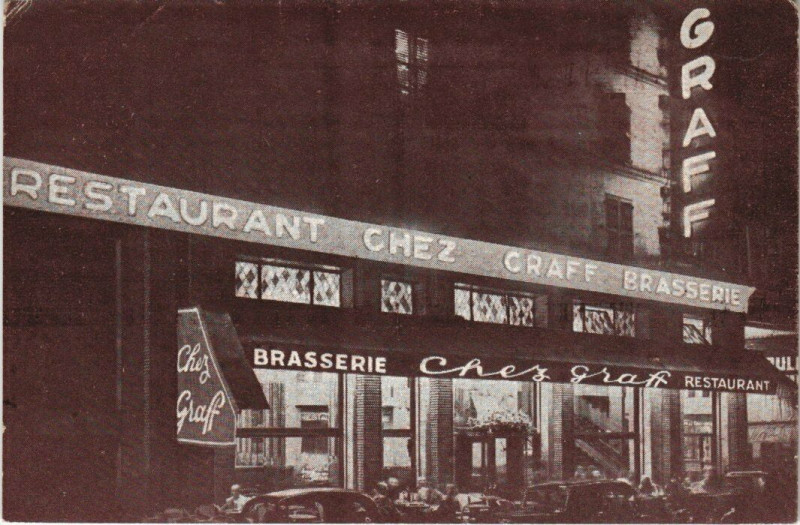 GRAFF
RESTAURANT CHEZ GRAFF BRASSERIE
BRASSERIE Chez Graff RESTAURANT
Chez
Graff